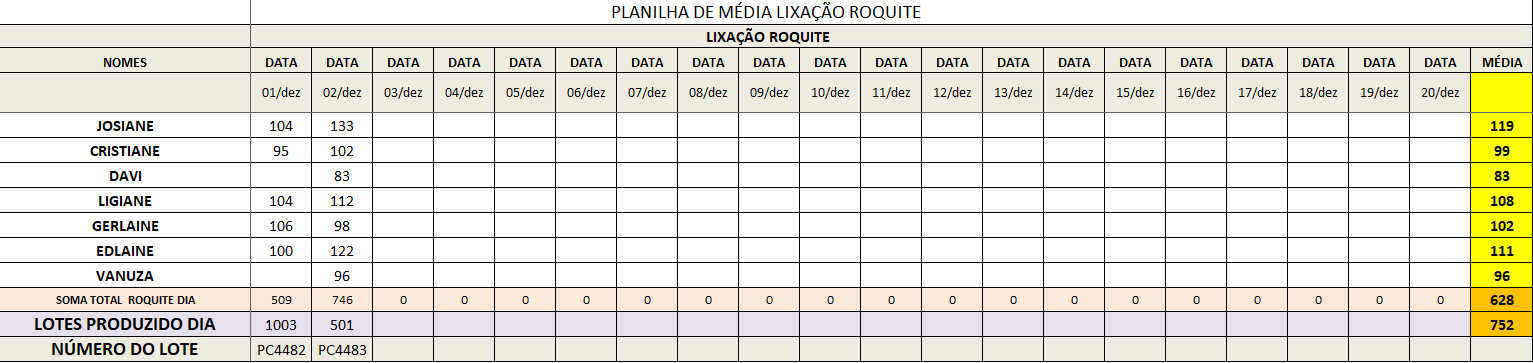 PLANILHA DE MÉDIA LIXAÇÃO ROQUITE
LIXAÇÃO ROQUITE
NOMES DATA DATA DATA DATA DATA DATA DATA DATA DATA DATA DATA DATA DATA DATA DATA DATA DATA DATA DATA DATA MÉDIA
01/dez 02/dez 03/dez 04/dez 05/dez 06/dez 07/dez 08/dez 09/dez 10/dez 11/dez 12/dez 13/dez 14/dez 15/dez 16/dez 17/dez 18/dez 19/dez 20/dez
JOSIANE 104 133 119
CRISTIANE 95 102 99
DAVI 83 83
LIGIANE 104 112 108
GERLAINE 106 98 102
EDLAINE 100 122 111
VANUZA 96 96
SOMA TOTAL ROQUITE DIA 509 746 0 0 0 0 0 0 0 0 0 0 0 0 0 0 0 0 0 0 628
LOTES PRODUZIDO DIA 1003 501 752
NÚMERO DO LOTE PC4482 PC4483